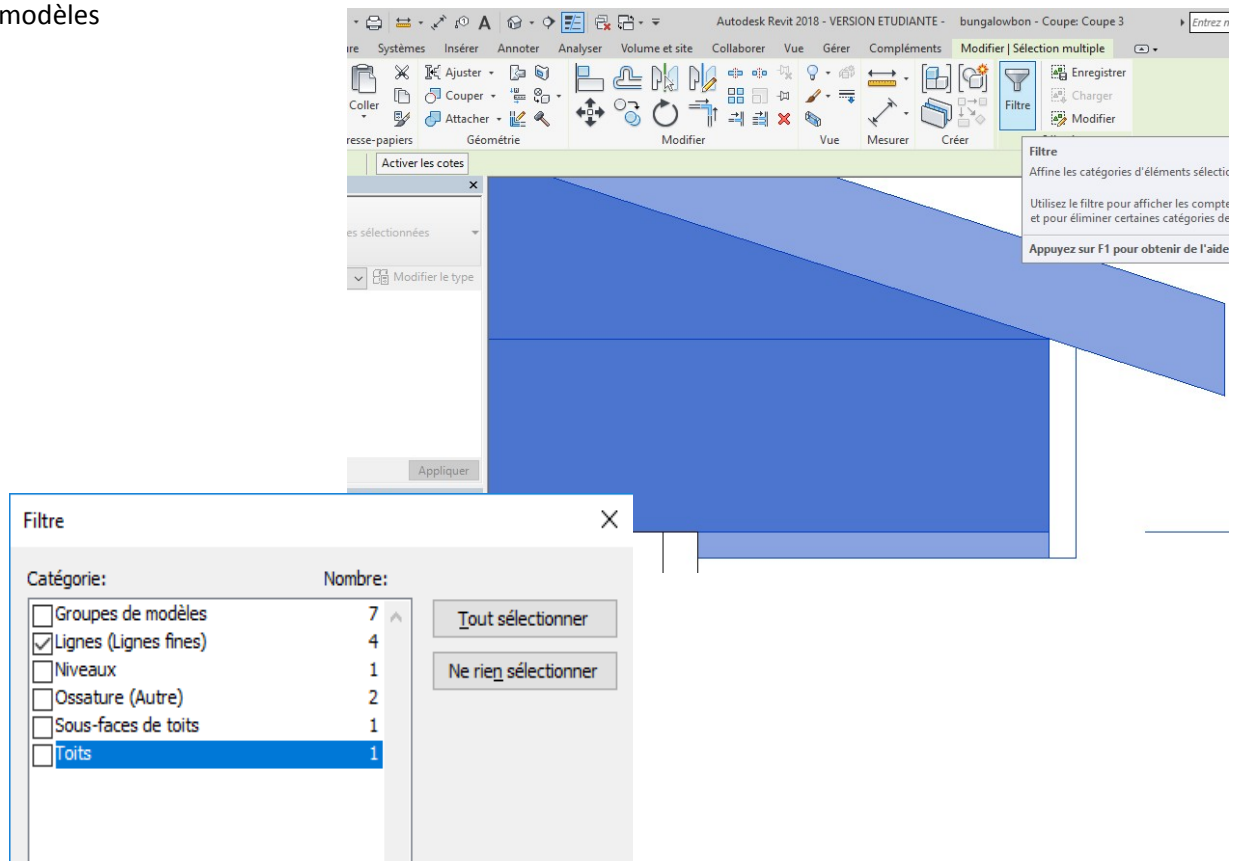 modèles
Autodesk Revit 2018 - VERSION ETUDIANTE - bungalowbon - Coupe: Coupe 3 Entrez n
re Systèmes Insérer Annoter Analyser Volume et site Collaborer Vue Gérer Compléments Modifier | Sélection multiple
Coller
Ajuster
Couper
Attacher
Filtre
Enregistrer
Charger
Modifier
resse-papiers Géométrie Modifier Vue Mesurer Créer
Activer les cotes
Filtre
Affine les catégories d'éléments sélectio
Utilisez le filtre pour afficher les compte
et pour éliminer certaines catégories de
Appuyez sur F1 pour obtenir de l'aide
es sélectionnées
Modifier le type
Appliquer
Filtre
Catégorie: Nombre:
Groupes de modèles 7
Lignes (Lignes fines) 4
Niveaux 1
Ossature (Autre) 2
Sous-faces de toits 1
Toits 1
Tout sélectionner
Ne rien sélectionner